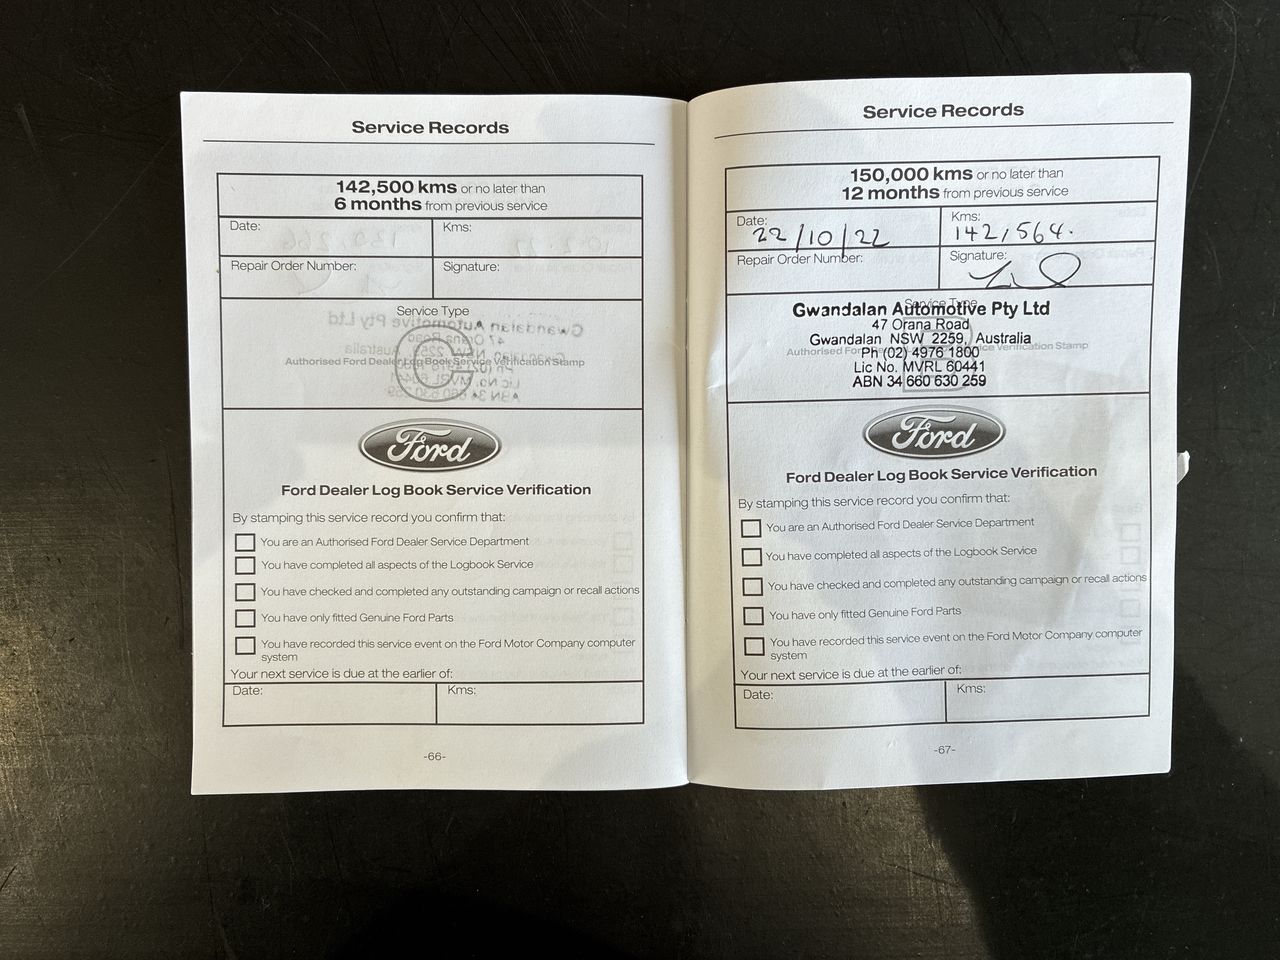 Service Records
142,500 kms or no later than
6 months from previous service
Date:
Kms:
Repair Order Number:
Signature:
Service Type
C
Authorised Ford Dealer Log Book Service Verification Stamp
Ford
Ford Dealer Log Book Service Verification
By stamping this service record you confirm that:
You are an Authorised Ford Dealer Service Department
You have completed all aspects of the Logbook Service
You have checked and completed any outstanding campaign or recall actions
You have only fitted Genuine Ford Parts
You have recorded this service event on the Ford Motor Company computer
system
Your next service is due at the earlier of:
Date:
Kms:
-66-
Service Records
150,000 kms or no later than
12 months from previous service
Date: 22/10/22
Kms: 142,564.
Repair Order Number:
Signature:
Service Type
Gwandalan Automotive Pty Ltd
47 Orana Road
Gwandalan NSW 2259, Australia
Ph (02) 4976 1800
Authorised For Service Verification Stamp
Lic No. MVRL 60441
ABN 34 660 630 259
Ford
Ford Dealer Log Book Service Verification
By stamping this service record you confirm that:
You are an Authorised Ford Dealer Service Department
You have completed all aspects of the Logbook Service
You have checked and completed any outstanding campaign or recall actions
You have only fitted Genuine Ford Parts
You have recorded this service event on the Ford Motor Company computer
system
Your next service is due at the earlier of:
Date:
Kms:
-67-